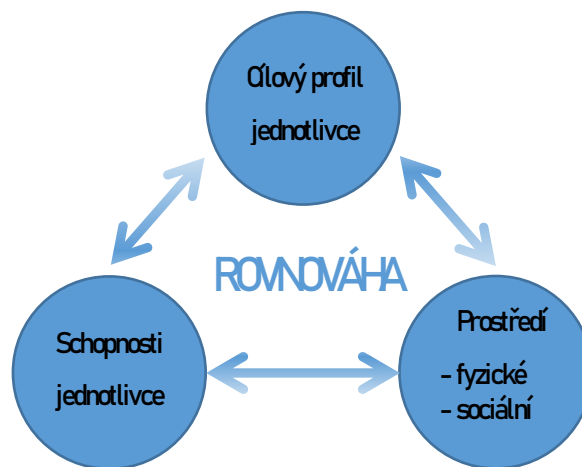 Cílový profil
jednotlivce
ROVNOVÁHA
Schopnosti
jednotlivce
Prostředí
- fyzické
- sociální